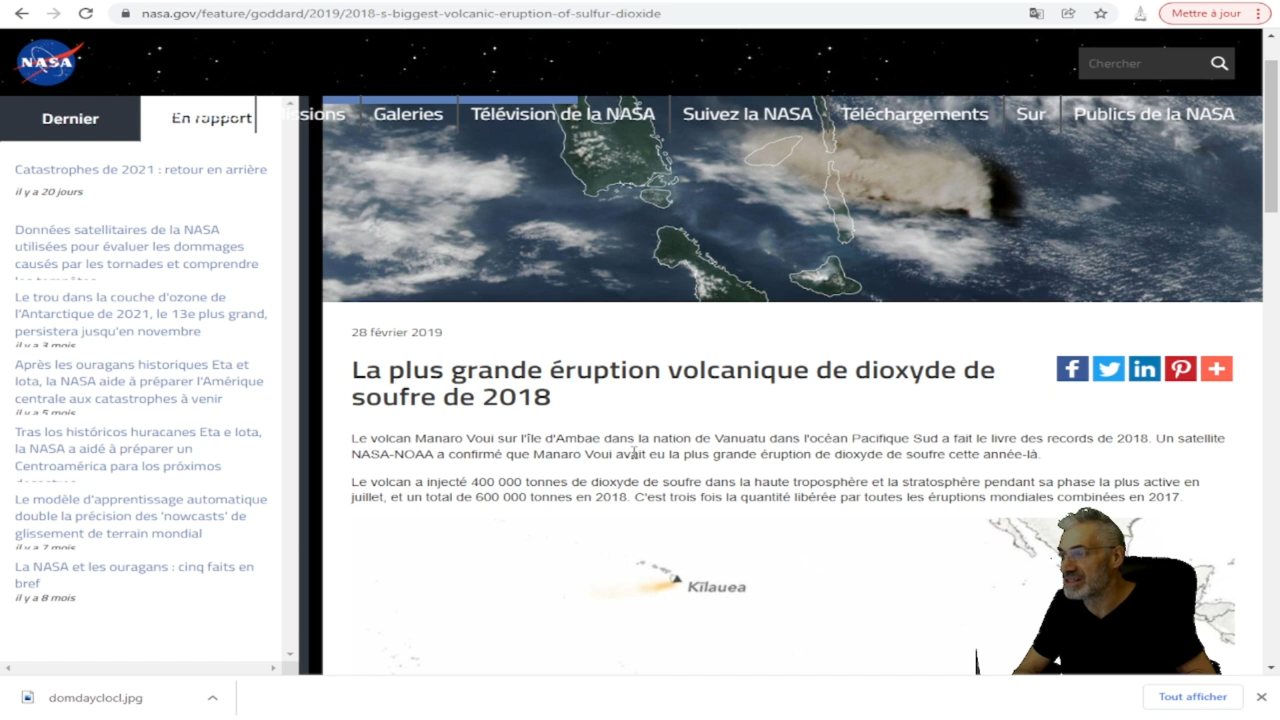 nasa.gov/feature/goddard/2019/2018-s-biggest-volcanic-eruption-of-sulfur-dioxide
Mettre à jour
NASA
Chercher
Dernier
En rapport
issions
Galeries
Télévision de la NASA
Suivez la NASA
Téléchargements
Sur
Publics de la NASA
Catastrophes de 2021 : retour en arrière
il y a 20 jours
Données satellitaires de la NASA
utilisées pour évaluer les dommages
causés par les tornades et comprendre
Le trou dans la couche d'ozone de
l'Antarctique de 2021, le 13e plus grand,
persistera jusqu'en novembre
il y a 3 mois
Après les ouragans historiques Eta et
Iota, la NASA aide à préparer l'Amérique
centrale aux catastrophes à venir
il y a 5 mois
Tras los históricos huracanes Eta e Iota,
la NASA a aidé à préparer un
Centroamérica para los próximos
Le modèle d'apprentissage automatique
double la précision des 'nowcasts' de
glissement de terrain mondial
il y a 7 mois
La NASA et les ouragans : cinq faits en
bref
il y a 8 mois
28 février 2019
La plus grande éruption volcanique de dioxyde de
soufre de 2018
Le volcan Manaro Voui sur l'île d'Ambae dans la nation de Vanuatu dans l'océan Pacifique Sud a fait le livre des records de 2018. Un satellite
NASA-NOAA a confirmé que Manaro Voui avait eu la plus grande éruption de dioxyde de soufre cette année-là.
Le volcan a injecté 400 000 tonnes de dioxyde de soufre dans la haute troposphère et la stratosphère pendant sa phase la plus active en
juillet, et un total de 600 000 tonnes en 2018. C'est trois fois la quantité libérée par toutes les éruptions mondiales combinées en 2017.
Kīlauea
domdayclocl.jpg
Tout afficher